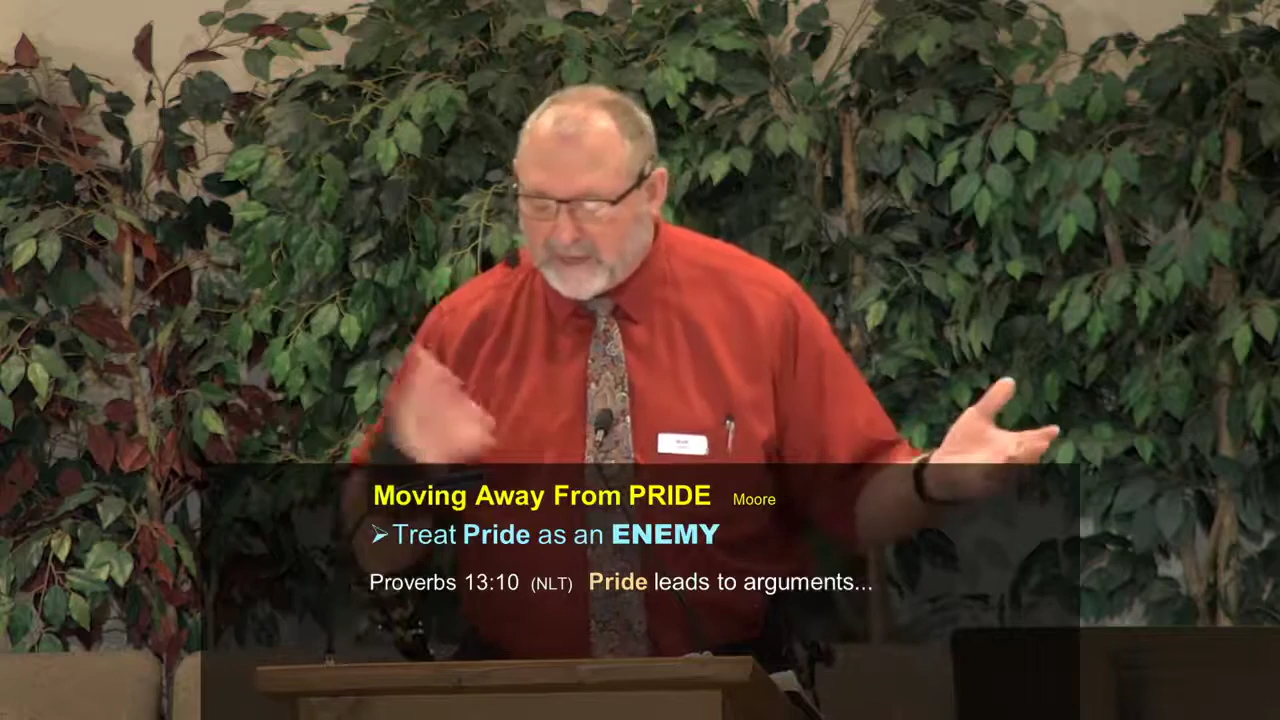 Moving Away From PRIDE Moore
➢Treat Pride as an ENEMY
Proverbs 13:10 (NLT) Pride leads to arguments...